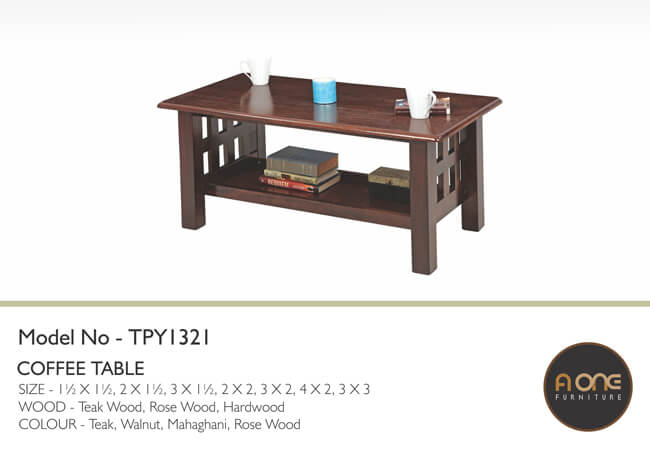 Model No - TPY1321
COFFEE TABLE
SIZE - 1½ X 1½, 2 X 1½, 3 X 1½, 2 X 2, 3 X 2, 4 X 2, 3 X 3
WOOD - Teak Wood, Rose Wood, Hardwood
COLOUR - Teak, Walnut, Mahaghani, Rose Wood
A ONE
FURNITURE